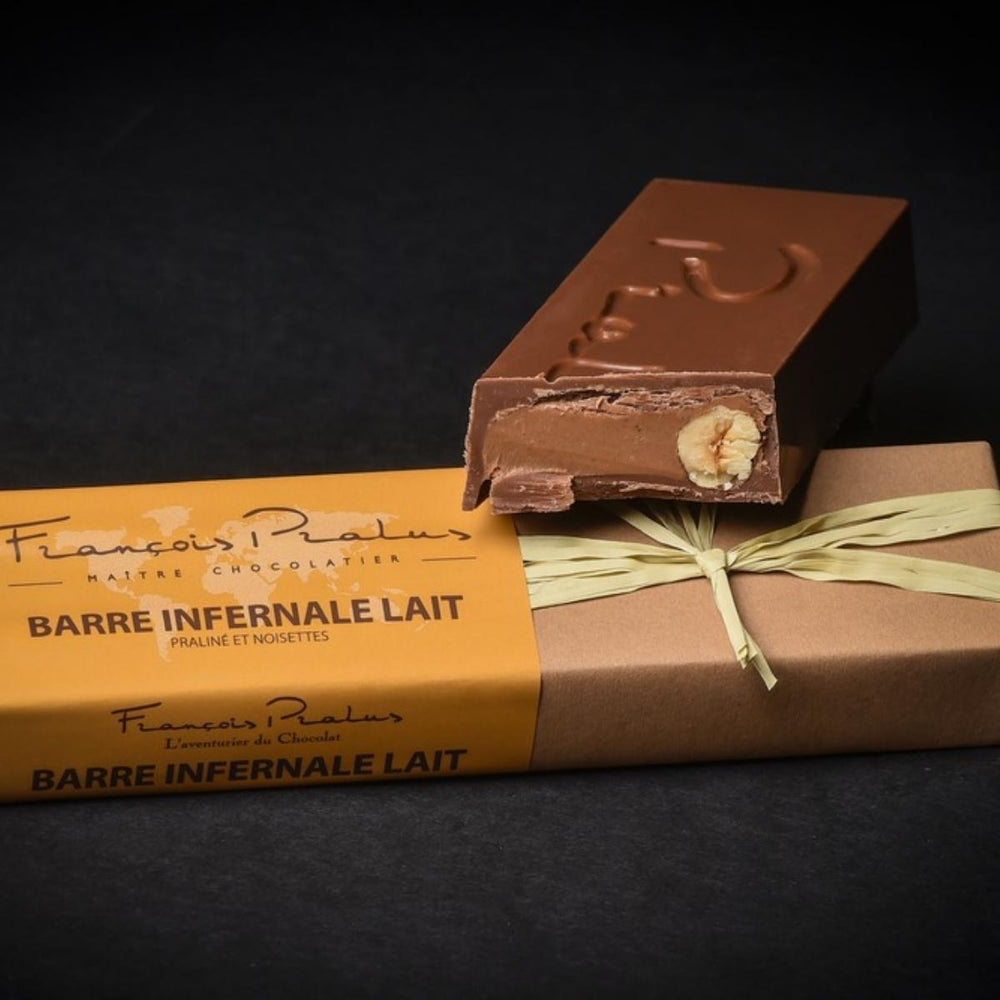 François Pralus
MAÎTRE CHOCOLATIER
BARRE INFERNALE LAIT
PRALINÉ ET NOISETTES
François Pralus
L'aventurier du Chocolat
BARRE INFERNALE LAIT